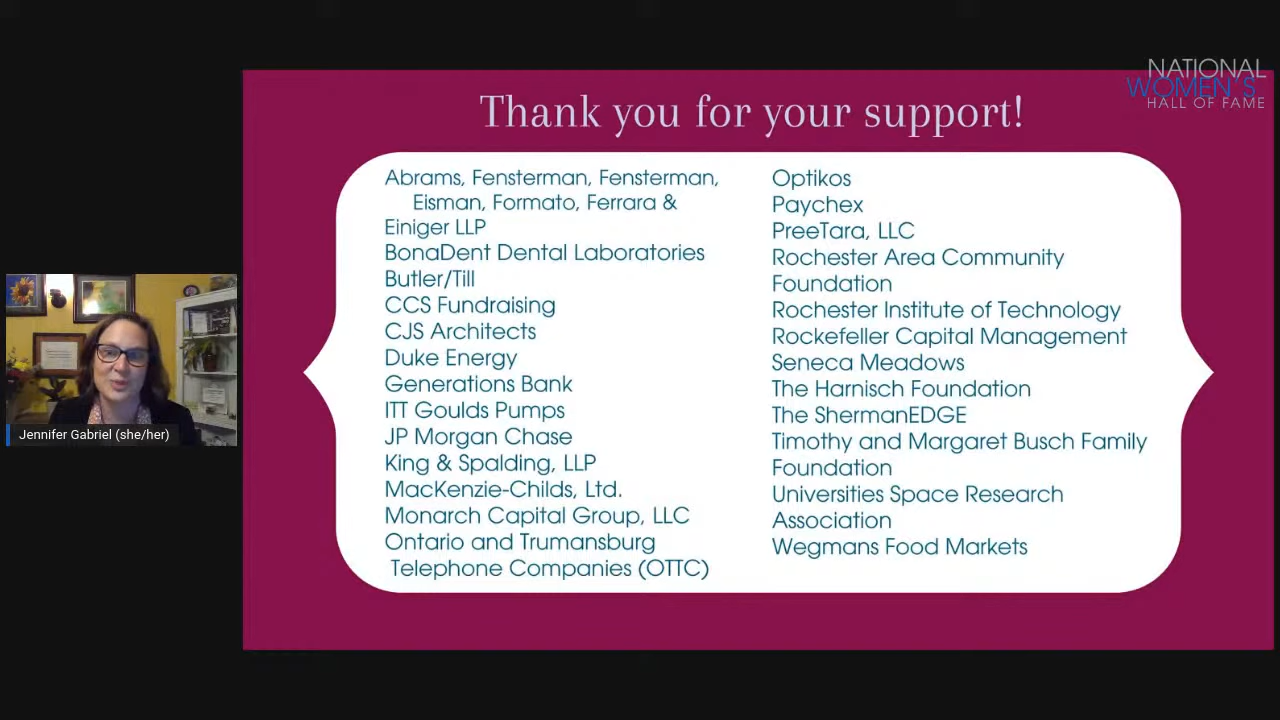 NATIONAL
WOMEN'S
HALL OF FAME
Thank you for your support!
Abrams, Fensterman, Fensterman,
Eisman, Formato, Ferrara &
Einiger LLP
BonaDent Dental Laboratories
Butler/Till
CCS Fundraising
CJS Architects
Duke Energy
Generations Bank
ITT Goulds Pumps
JP Morgan Chase
King & Spalding, LLP
MacKenzie-Childs, Ltd.
Monarch Capital Group, LLC
Ontario and Trumansburg
Telephone Companies (OTTC)
Optikos
Paychex
PreeTara, LLC
Rochester Area Community
Foundation
Rochester Institute of Technology
Rockefeller Capital Management
Seneca Meadows
The Harnisch Foundation
The ShermanEDGE
Timothy and Margaret Busch Family
Foundation
Universities Space Research
Association
Wegmans Food Markets
Jennifer Gabriel (she/her)